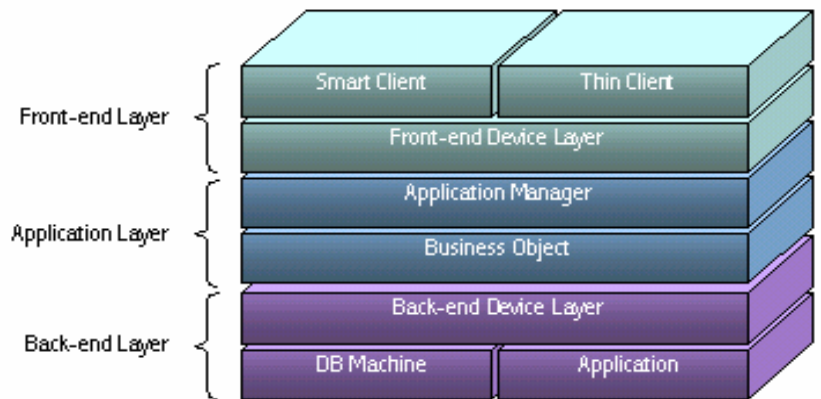 Smart Client
Thin Client
Front-end Layer
Front-end Device Layer
Application Manager
Application Layer
Business Object
Back-end Device Layer
Back-end Layer
DB Machine
Application